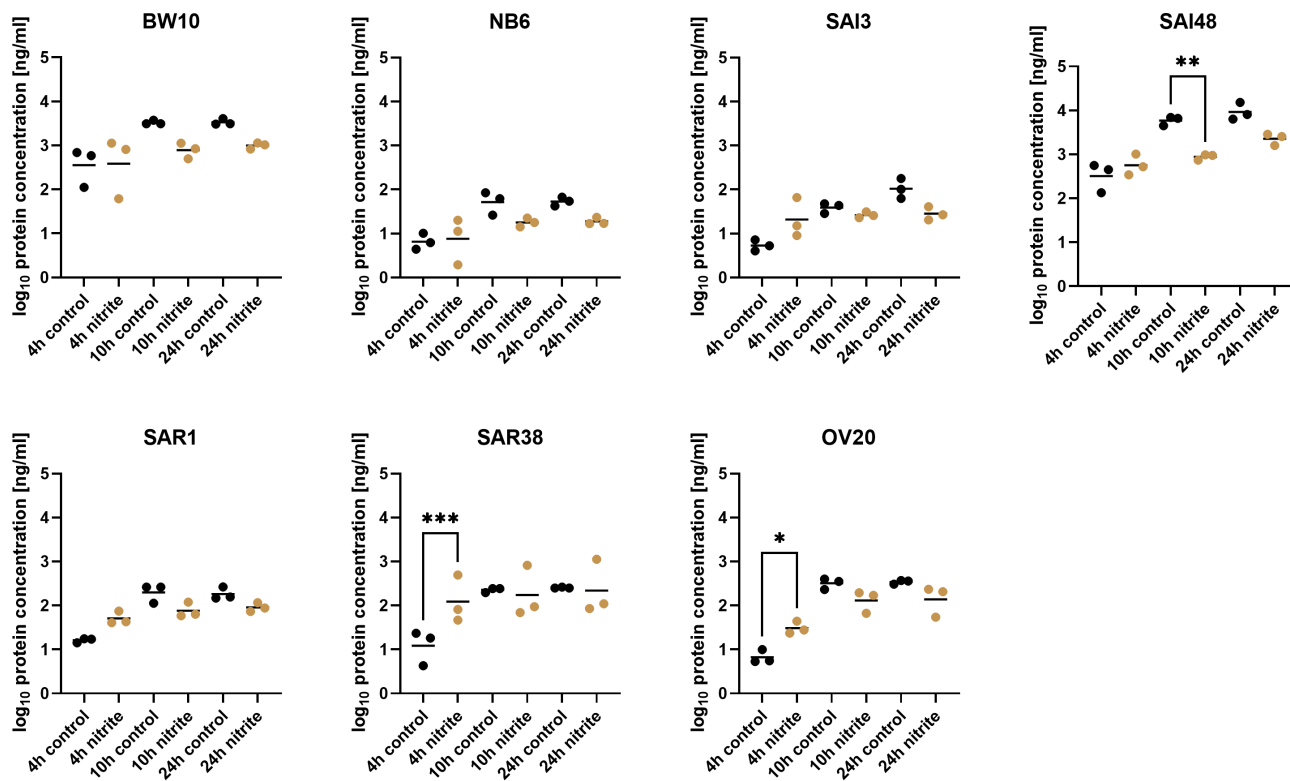 BW10
log10 protein concentration [ng/ml]
5
4
3
2
1
0
4h control
4h nitrite
10h control
10h nitrite
24h control
24h nitrite
NB6
log10 protein concentration [ng/ml]
5
4
3
2
1
0
4h control
4h nitrite
10h control
10h nitrite
24h control
24h nitrite
SAI3
log10 protein concentration [ng/ml]
5
4
3
2
1
0
4h control
4h nitrite
10h control
10h nitrite
24h control
24h nitrite
SAI48
log10 protein concentration [ng/ml]
5
4
3
2
1
0
**
4h control
4h nitrite
10h control
10h nitrite
24h control
24h nitrite
SAR1
log10 protein concentration [ng/ml]
5
4
3
2
1
0
4h control
4h nitrite
10h control
10h nitrite
24h control
24h nitrite
SAR38
log10 protein concentration [ng/ml]
5
4
3
2
1
0
***
4h control
4h nitrite
10h control
10h nitrite
24h control
24h nitrite
OV20
log10 protein concentration [ng/ml]
5
4
3
2
1
0
*
4h control
4h nitrite
10h control
10h nitrite
24h control
24h nitrite